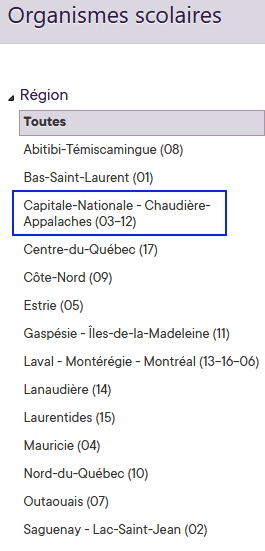 Organismes scolaires
Région
Toutes
Abitibi-Témiscamingue (08)
Bas-Saint-Laurent (01)
Capitale-Nationale - Chaudière-
Appalaches (03-12)
Centre-du-Québec (17)
Côte-Nord (09)
Estrie (05)
Gaspésie - Îles-de-la-Madeleine (11)
Laval - Montérégie - Montréal (13-16-06)
Lanaudière (14)
Laurentides (15)
Mauricie (04)
Nord-du-Québec (10)
Outaouais (07)
Saguenay - Lac-Saint-Jean (02)